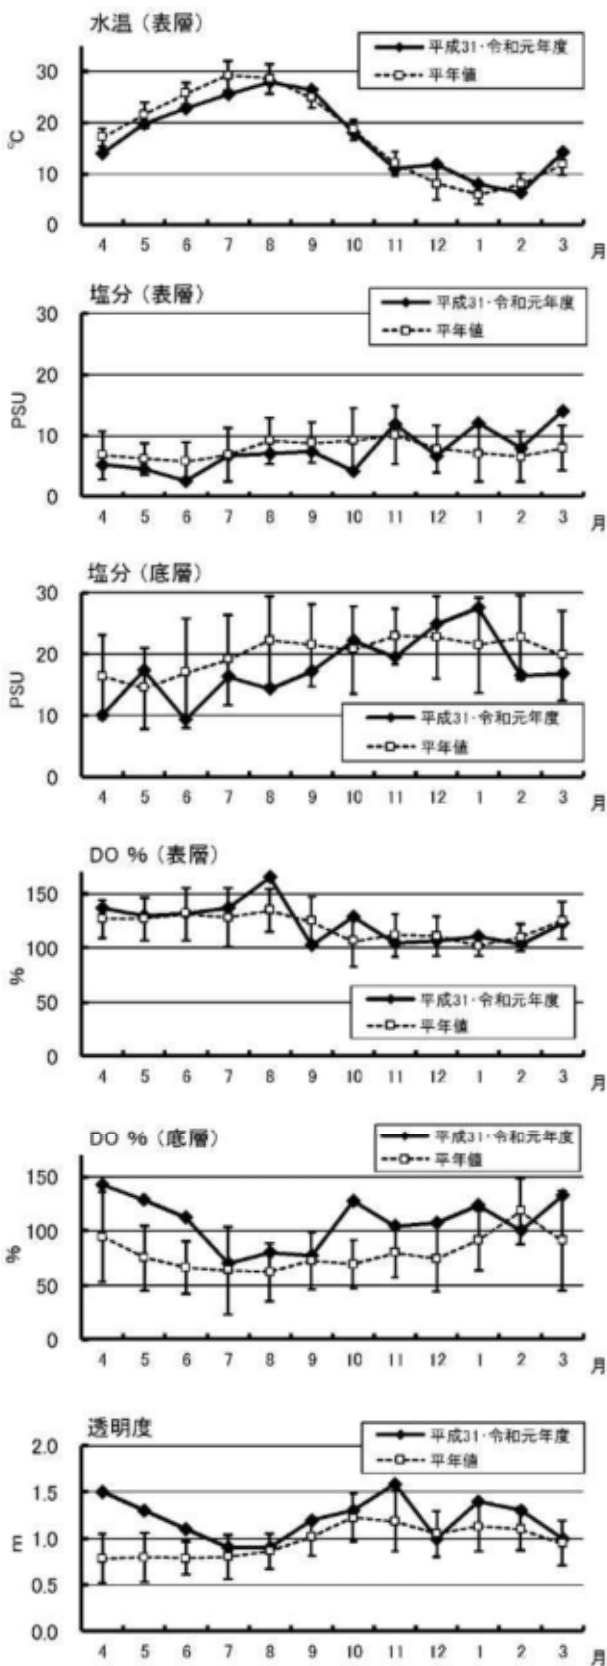 水温（表層）
平成31・令和元年度
平年値
30
20
10
0
℃
4 5 6 7 8 9 10 11 12 1 2 3 月
塩分（表層）
平成31・令和元年度
平年値
30
20
10
0
PSU
4 5 6 7 8 9 10 11 12 1 2 3 月
塩分（底層）
30
20
10
0
PSU
平成31・令和元年度
平年値
4 5 6 7 8 9 10 11 12 1 2 3 月
DO %（表層）
150
100
50
0
%
平成31・令和元年度
平年値
4 5 6 7 8 9 10 11 12 1 2 3 月
DO %（底層）
平成31・令和元年度
平年値
150
100
50
0
%
4 5 6 7 8 9 10 11 12 1 2 3 月
透明度
平成31・令和元年度
平年値
2.0
1.5
1.0
0.5
0.0
m
4 5 6 7 8 9 10 11 12 1 2 3 月